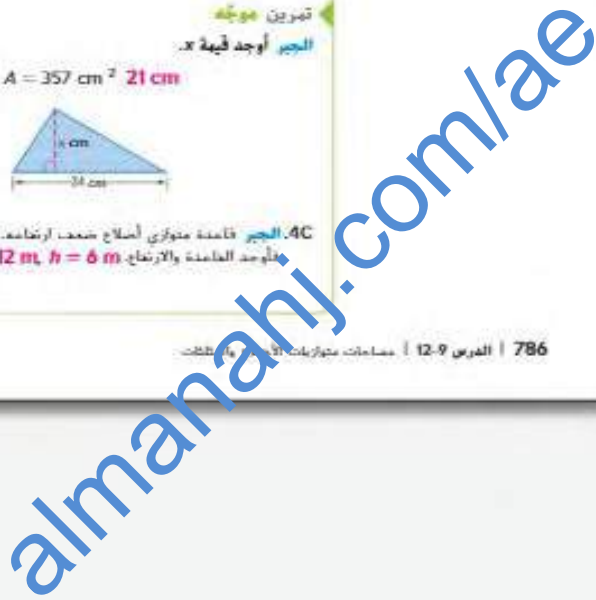 تمرين موجّه
الجبر أوجد قيمة x.
A = 357 cm² 21 cm
x cm
34 cm
4C. الجبر قاعدة متوازي أضلاع ضعف ارتفاعه.
فأوجد القاعدة والارتفاع. 12 m, h = 6 m
786 | الدرس 9-12 | مساحات متوازيات الأضلاع والمثلثات
almanahj.com/ae